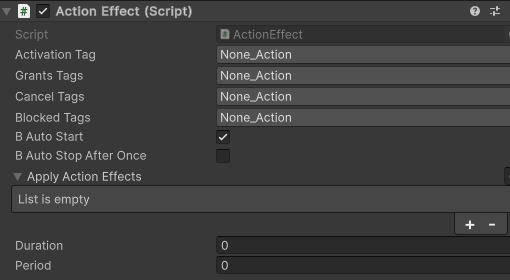 Action Effect (Script)
Script ActionEffect
Activation Tag None_Action
Grants Tags None_Action
Cancel Tags None_Action
Blocked Tags None_Action
B Auto Start
B Auto Stop After Once
Apply Action Effects
List is empty
+ -
Duration 0
Period 0